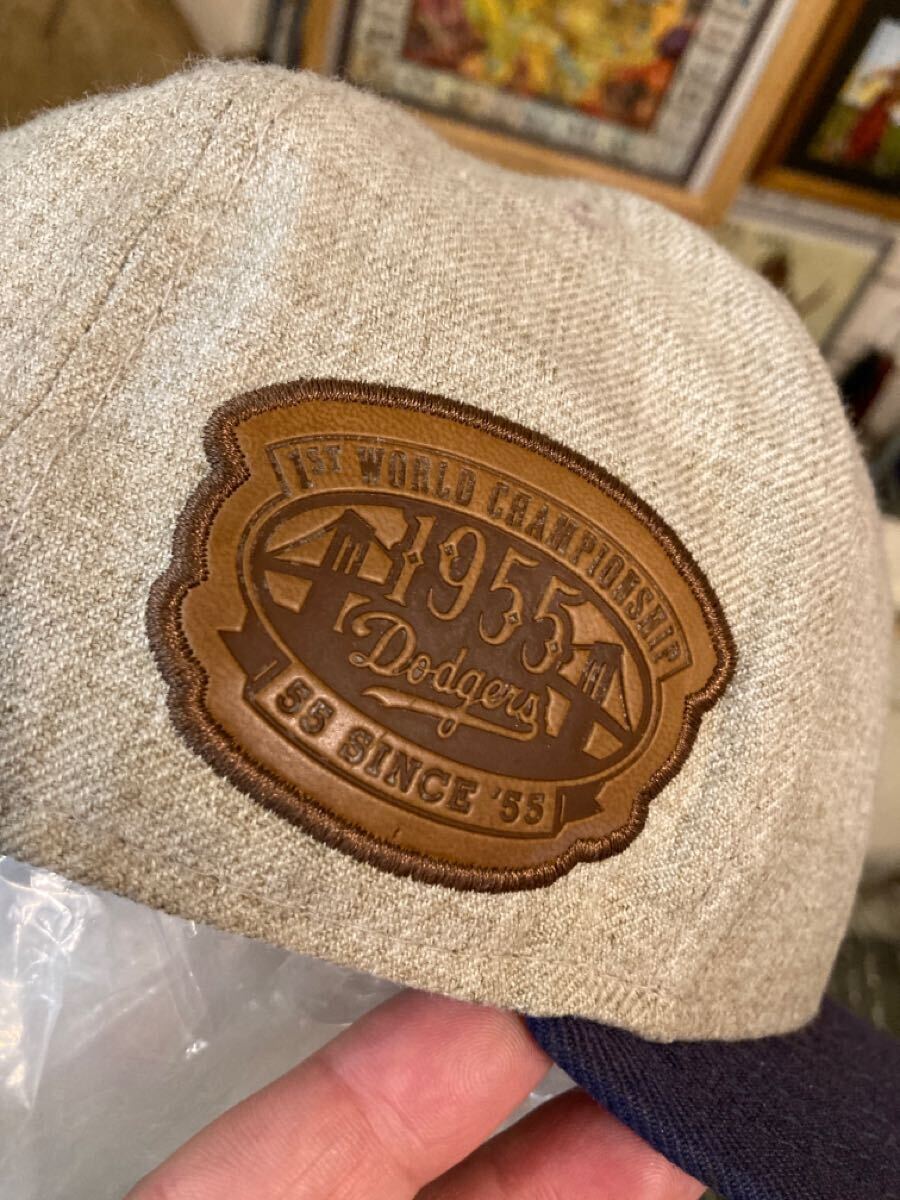 1ST WORLD CHAMPIONSHIP
1955
Dodgers
55 SINCE '55